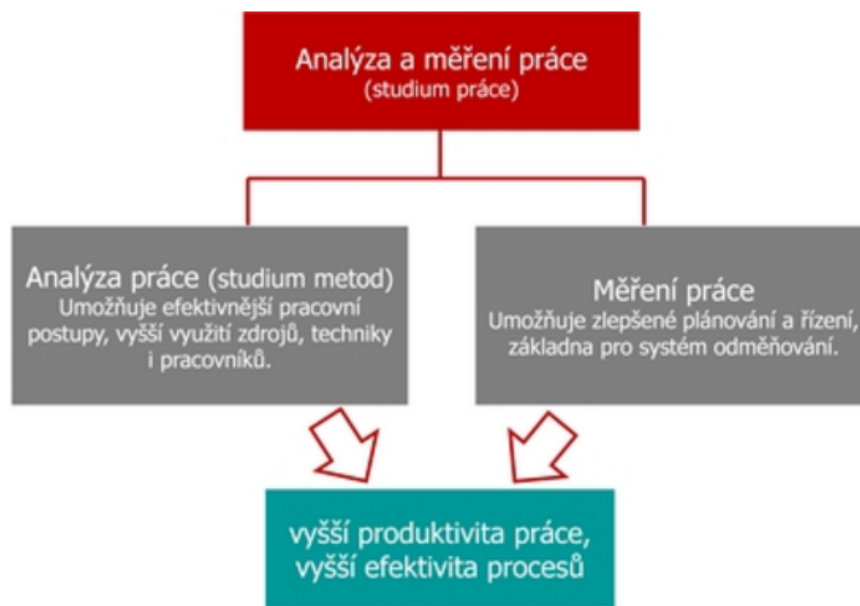 Analýza a měření práce
(studium práce)
Analýza práce (studium metod)
Umožňuje efektivnější pracovní
postupy, vyšší využití zdrojů, techniky
i pracovníků.
Měření práce
Umožňuje zlepšené plánování a řízení,
základna pro systém odměňování.
vyšší produktivita práce,
vyšší efektivita procesů